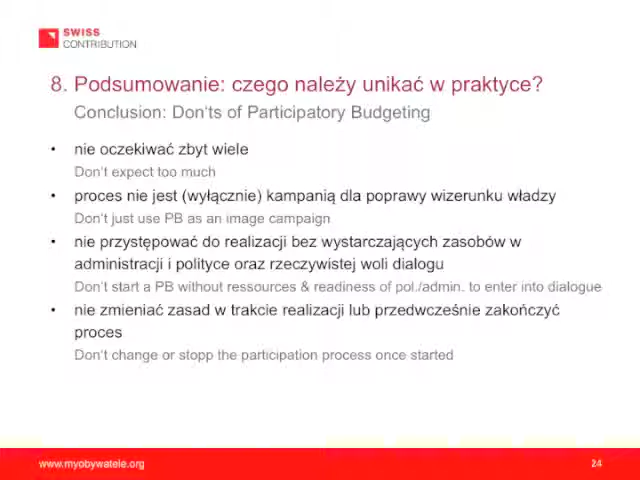 SWISS
CONTRIBUTION
8. Podsumowanie: czego należy unikać w praktyce?
Conclusion: Don'ts of Participatory Budgeting
• nie oczekiwać zbyt wiele
Don't expect too much
• proces nie jest (wyłącznie) kampanią dla poprawy wizerunku władzy
Don't just use PB as an image campaign
• nie przystępować do realizacji bez wystarczających zasobów w
administracji i polityce oraz rzeczywistej woli dialogu
Don't start a PB without ressources & readiness of pol./admin. to enter into dialogue
• nie zmieniać zasad w trakcie realizacji lub przedwcześnie zakończyć
proces
Don't change or stopp the participation process once started
www.myobywatele.org
24